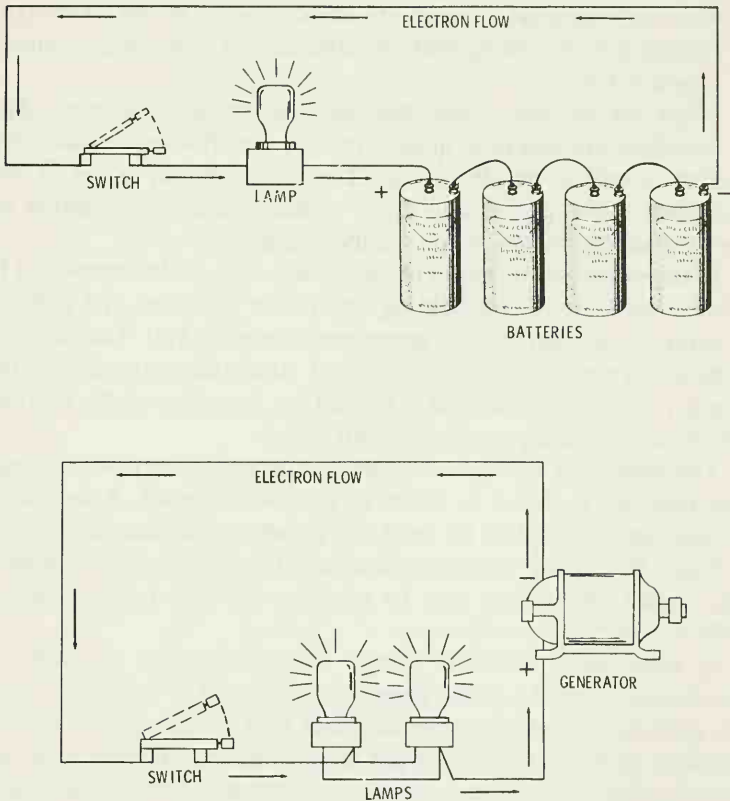 ELECTRON FLOW
SWITCH
LAMP
+
−
BATTERIES
ELECTRON FLOW
−
+
GENERATOR
SWITCH
LAMPS